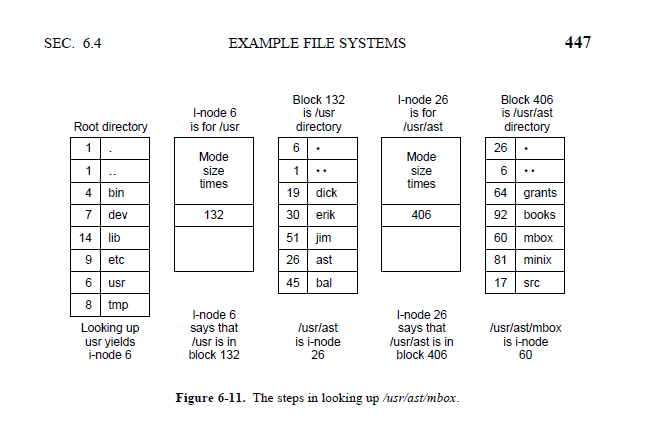 SEC. 6.4 EXAMPLE FILE SYSTEMS 447
Root directory
1 .
1 ..
4 bin
7 dev
14 lib
9 etc
6 usr
8 tmp
Looking up
usr yields
i-node 6
I-node 6
is for /usr
Mode
size
times
132
I-node 6
says that
/usr is in
block 132
Block 132
is /usr
directory
6 .
1 ..
19 dick
30 erik
51 jim
26 ast
45 bal
/usr/ast
is i-node
26
I-node 26
is for
/usr/ast
Mode
size
times
406
I-node 26
says that
/usr/ast is in
block 406
Block 406
is /usr/ast
directory
26 .
6 ..
64 grants
92 books
60 mbox
81 minix
17 src
/usr/ast/mbox
is i-node
60
Figure 6-11. The steps in looking up /usr/ast/mbox.